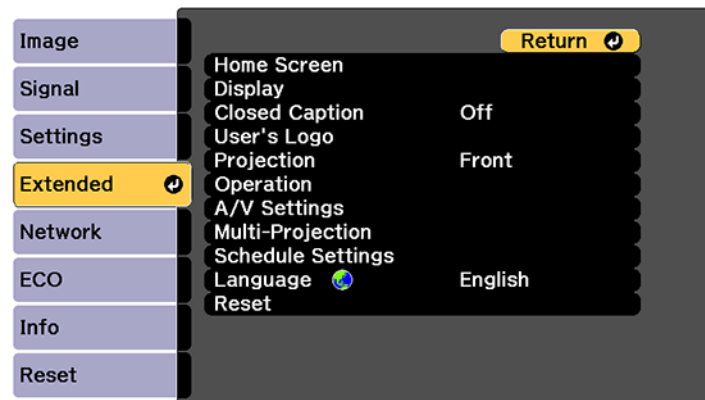 Image
Signal
Settings
Extended
Network
ECO
Info
Reset
Return
Home Screen
Display
Closed Caption Off
User's Logo
Projection Front
Operation
A/V Settings
Multi-Projection
Schedule Settings
Language English
Reset